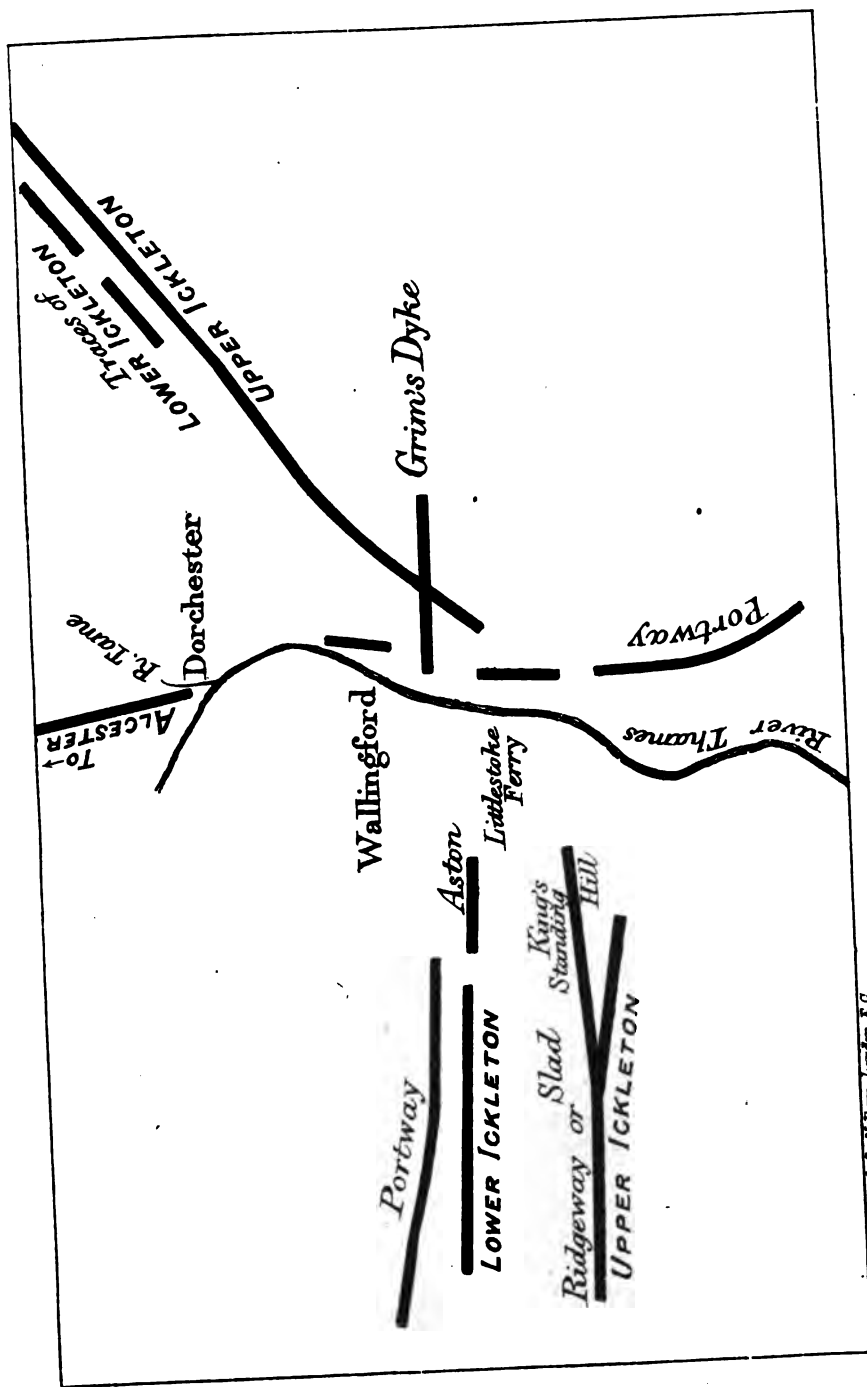 Traces of
LOWER ICKLETON
UPPER ICKLETON
R. Tame
Dorchester
To
ALCESTER
Grim's Dyke
Wallingford
Portway
River Thames
Littlestoke
Ferry
Aston
Portway
LOWER ICKLETON
King's
Standing
Hill
Ridgeway or Slad
UPPER ICKLETON